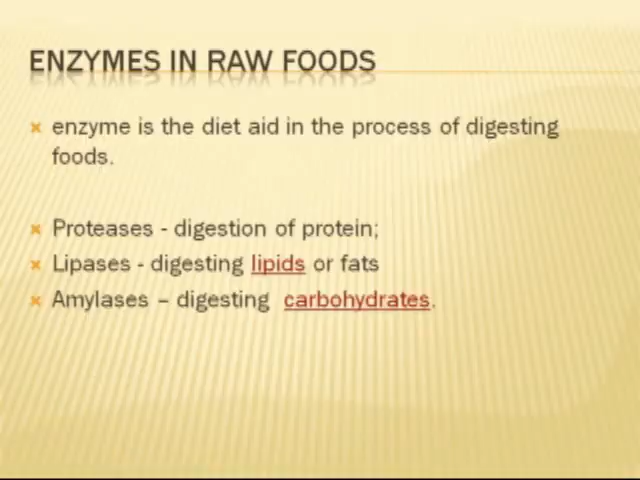 ENZYMES IN RAW FOODS
enzyme is the diet aid in the process of digesting
foods.
Proteases - digestion of protein;
Lipases - digesting lipids or fats
Amylases – digesting carbohydrates.